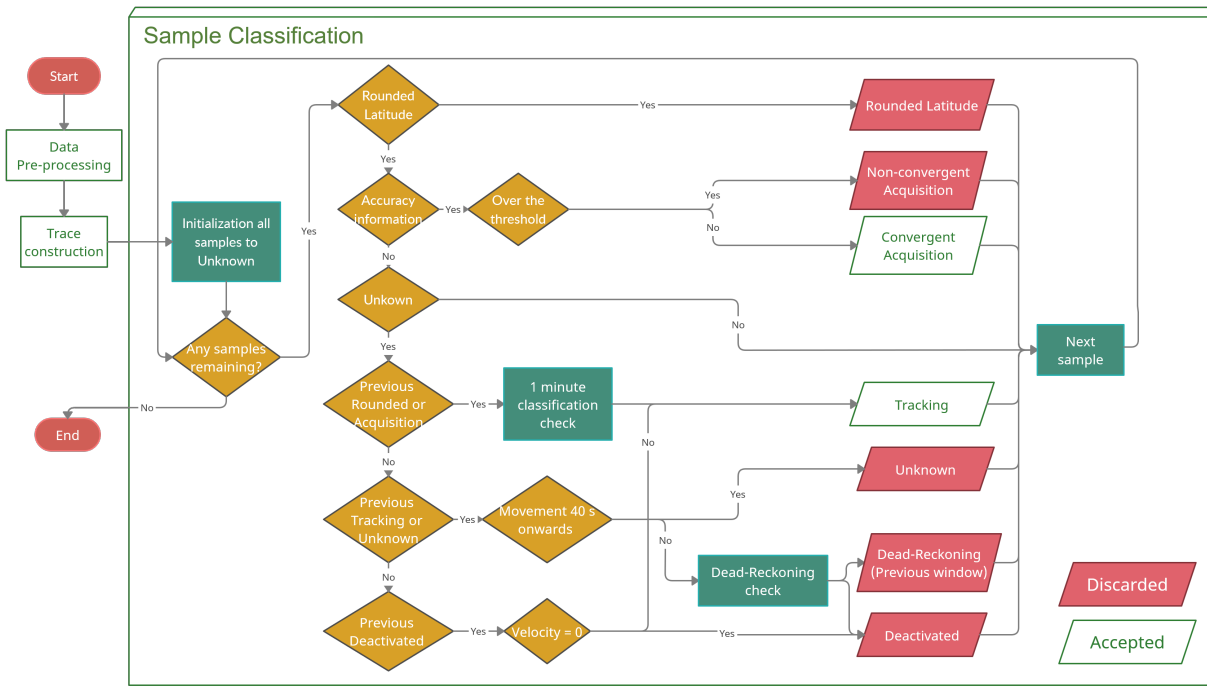 Sample Classification
Start
Data
Pre-processing
Trace
construction
Initialization all
samples to
Unknown
Any samples
remaining?
No
End
Yes
Rounded
Latitude
Yes
Rounded Latitude
Yes
Accuracy
information
Yes
Over the
threshold
Yes
No
Non-convergent
Acquisition
Convergent
Acquisition
No
Unkown
No
Next
sample
Yes
Previous
Rounded or
Acquisition
Yes
1 minute
classification
check
No
Tracking
No
Previous
Tracking or
Unknown
Yes
Movement 40 s
onwards
Yes
Unknown
No
Dead-Reckoning
check
Dead-Reckoning
(Previous window)
No
Previous
Deactivated
Yes
Velocity = 0
Yes
Deactivated
Discarded
Accepted